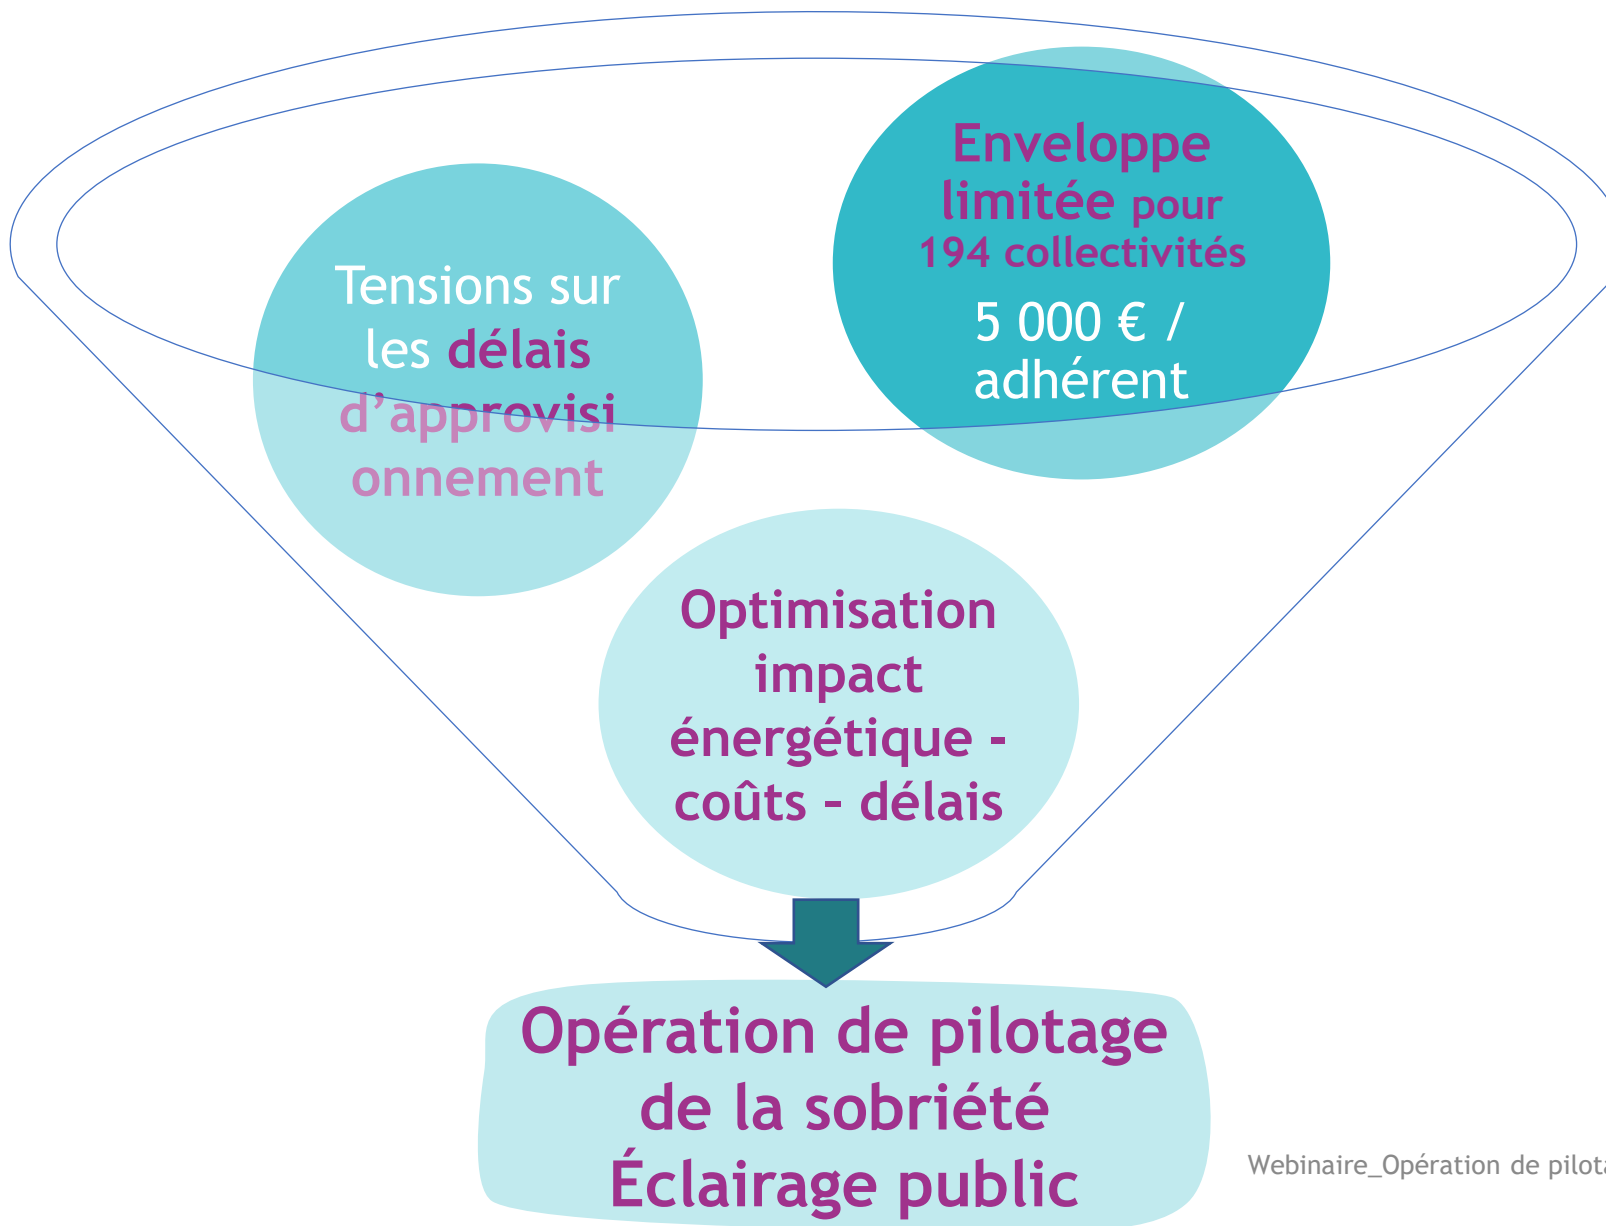 Enveloppe
limitée pour
194 collectivités
5 000 € /
adhérent
Tensions sur
les délais
d’approvisi
onnement
Optimisation
impact
énergétique -
coûts – délais
Opération de pilotage
de la sobriété
Éclairage public
Webinaire_Opération de pilota